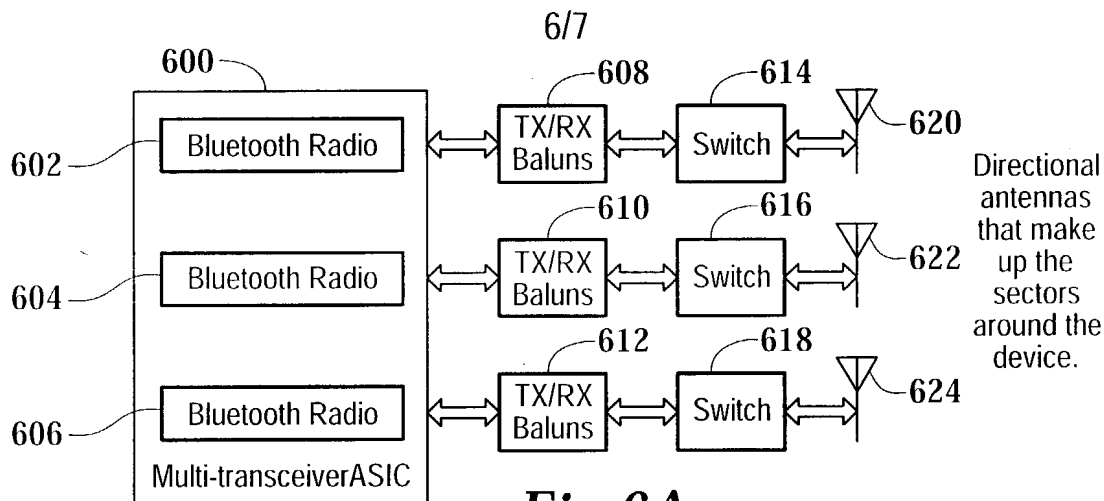 6/7
600
608
614
602
Bluetooth Radio
TX/RX
Baluns
Switch
620
Directional
antennas
that make
up the
sectors
around the
device.
610
616
604
Bluetooth Radio
TX/RX
Baluns
Switch
622
612
618
606
Bluetooth Radio
TX/RX
Baluns
Switch
624
Multi-transceiverASIC
Fig. 6A